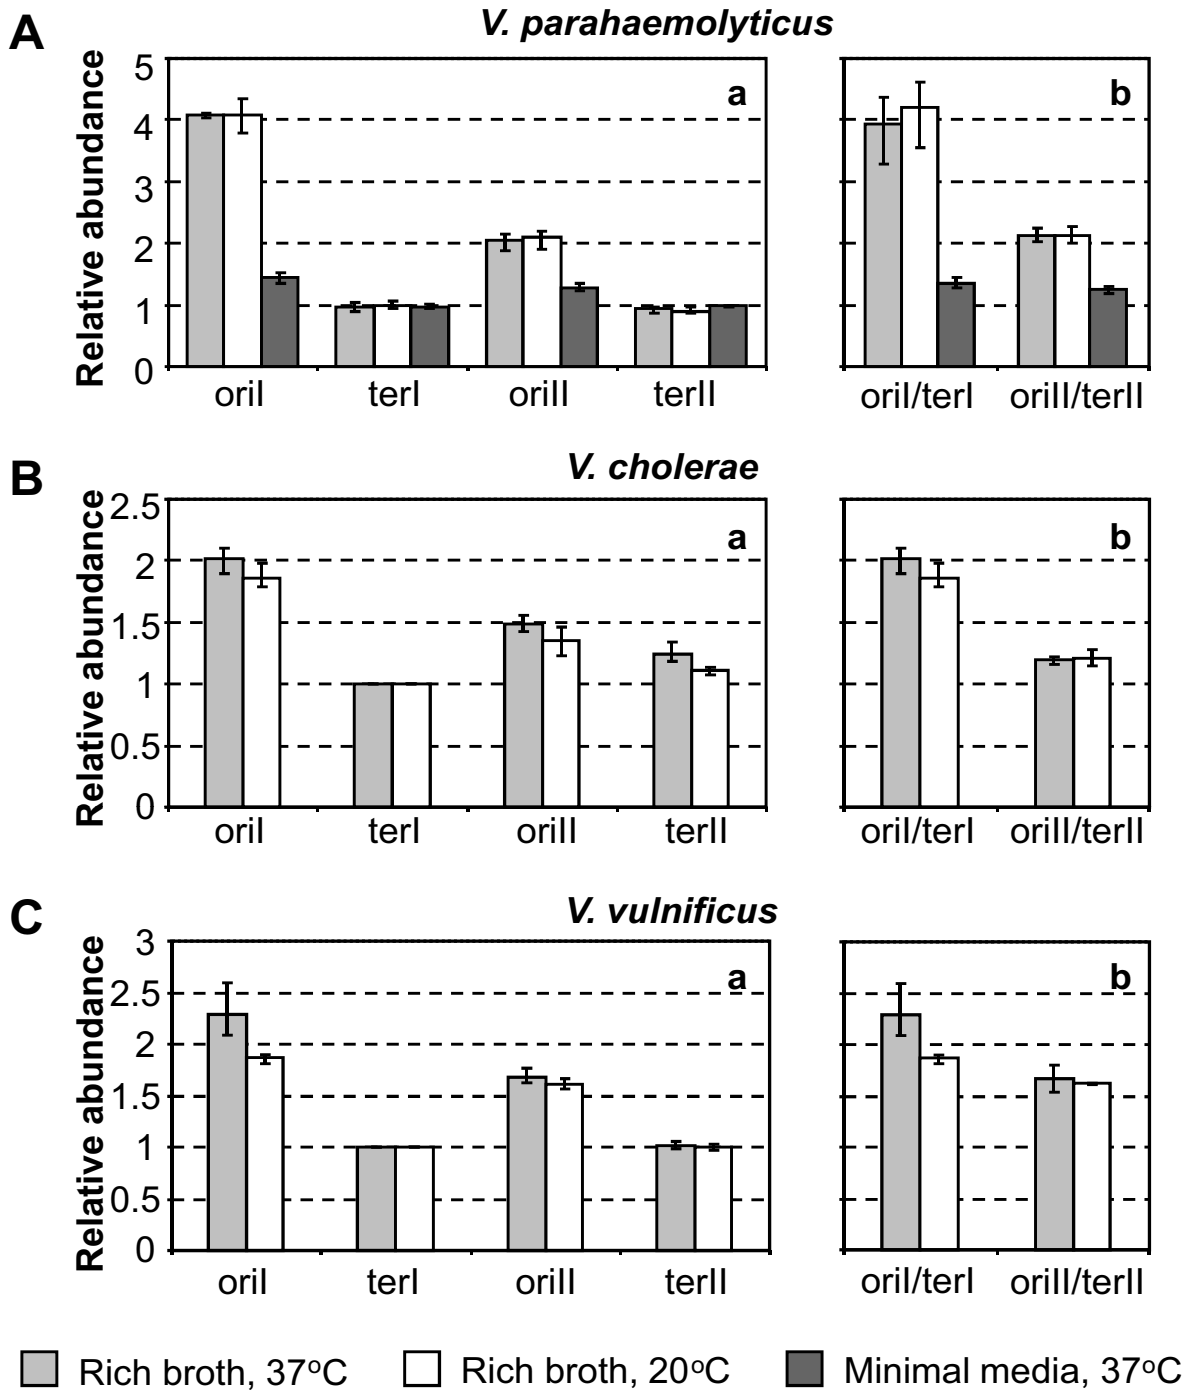 A
V. parahaemolyticus
Relative abundance
5
4
3
2
1
0
a
oriI terI oriII terII
b
oriI/terI oriII/terII
B
V. cholerae
Relative abundance
2.5
2
1.5
1
0.5
0
a
oriI terI oriII terII
b
oriI/terI oriII/terII
C
V. vulnificus
Relative abundance
3
2.5
2
1.5
1
0.5
0
a
oriI terI oriII terII
b
oriI/terI oriII/terII
Rich broth, 37ºC Rich broth, 20ºC Minimal media, 37ºC